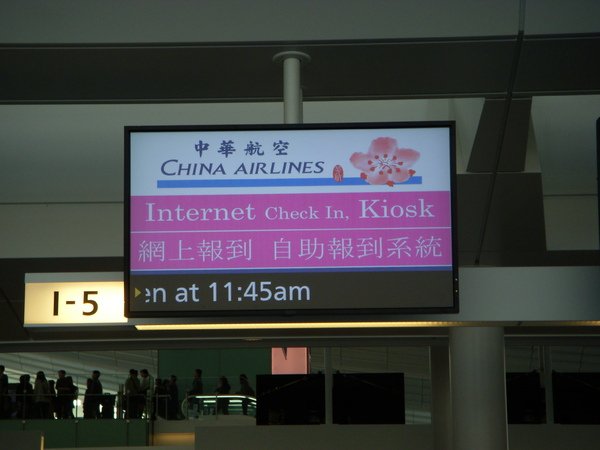 中華航空
CHINA AIRLINES
Internet Check In, Kiosk
網上報到 自助報到系統
en at 11:45am
I-5